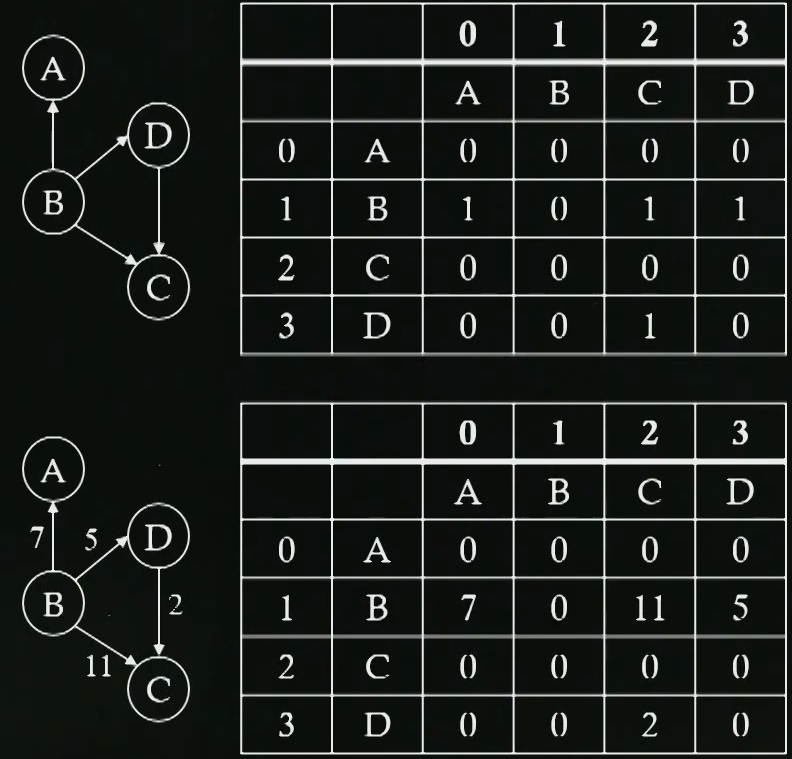 A
D
B
C
0 1 2 3
A B C D
0 A 0 0 0 0
1 B 1 0 1 1
2 C 0 0 0 0
3 D 0 0 1 0
A
7 5 D
B 2
11
C
0 1 2 3
A B C D
0 A 0 0 0 0
1 B 7 0 11 5
2 C 0 0 0 0
3 D 0 0 2 0